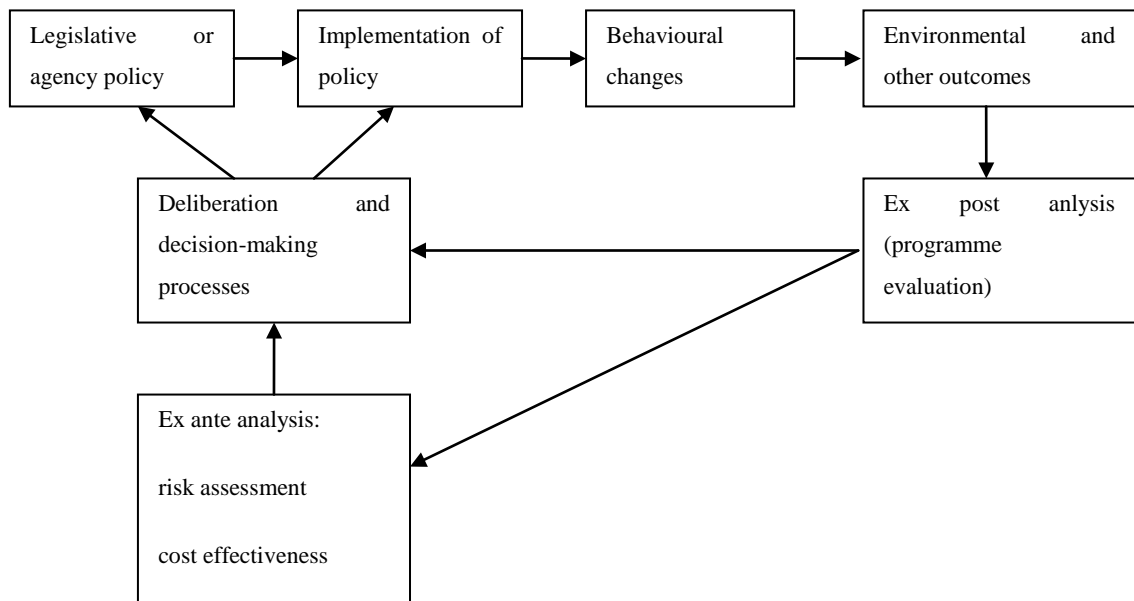 Legislative or
agency policy
Implementation of
policy
Behavioural
changes
Environmental and
other outcomes
Deliberation and
decision-making
processes
Ex post anlysis
(programme
evaluation)
Ex ante analysis:
risk assessment
cost effectiveness